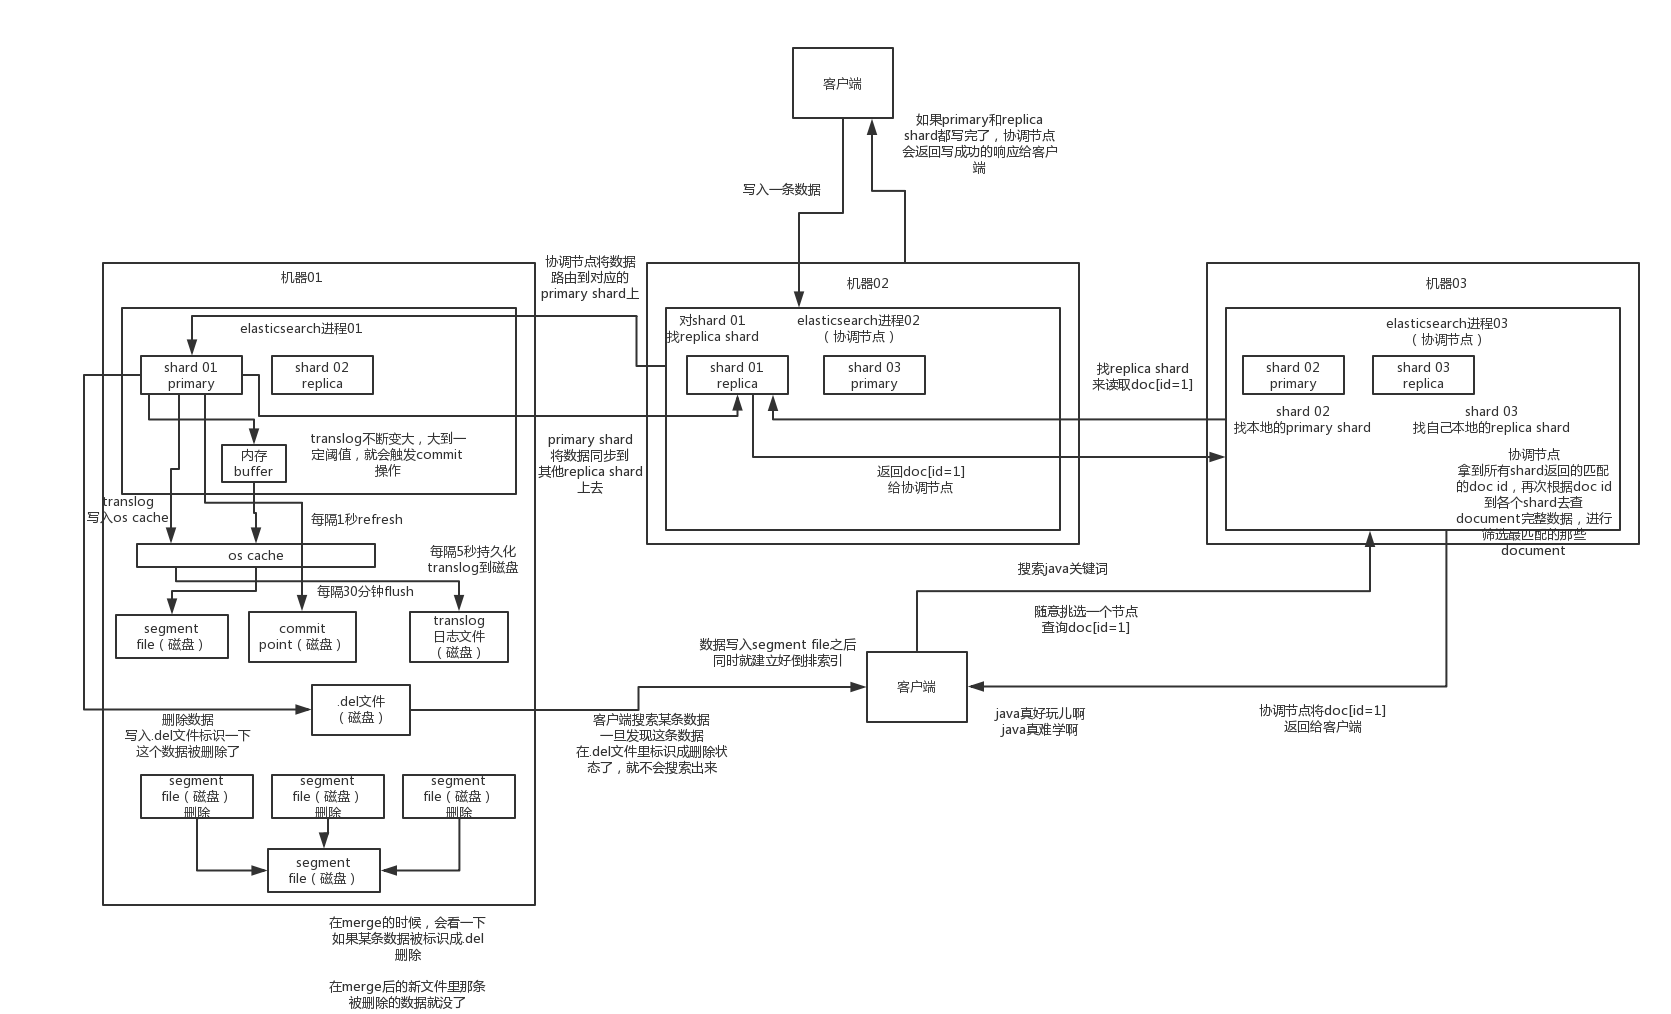 客户端
如果primary和replica
shard都写完了，协调节点
会返回写成功的响应给客户
端
写入一条数据
机器01
elasticsearch进程01
shard 01
primary
shard 02
replica
内存
buffer
translog不断变大，大到一
定阈值，就会触发commit
操作
translog
写入os cache
每隔1秒refresh
os cache
每隔5秒持久化
translog到磁盘
每隔30分钟flush
segment
file（磁盘）
commit
point（磁盘）
translog
日志文件
（磁盘）
.del文件
（磁盘）
删除数据
写入.del文件标识一下
这个数据被删除了
segment
file（磁盘）
删除
segment
file（磁盘）
删除
segment
file（磁盘）
删除
segment
file（磁盘）
在merge的时候，会看一下
如果某条数据被标识成.del
删除
在merge后的新文件里那条
被删除的数据就没了
协调节点将数据
路由到对应的
primary shard上
primary shard
将数据同步到
其他replica shard
上去
机器02
对shard 01
找replica shard
elasticsearch进程02
（协调节点）
shard 01
replica
shard 03
primary
返回doc[id=1]
给协调节点
找replica shard
来读取doc[id=1]
机器03
elasticsearch进程03
（协调节点）
shard 02
primary
shard 03
replica
shard 02
找本地的primary shard
shard 03
找自己本地的replica shard
协调节点
拿到所有shard返回的匹配
的doc id，再次根据doc id
到各个shard去查
document完整数据，进行
筛选最匹配的那些
document
搜索java关键词
随意挑选一个节点
查询doc[id=1]
数据写入segment file之后
同时就建立好倒排索引
客户端
客户端搜索某条数据
一旦发现这条数据
在.del文件里标识成删除状
态了，就不会搜索出来
java真好玩儿啊
java真难学啊
协调节点将doc[id=1]
返回给客户端